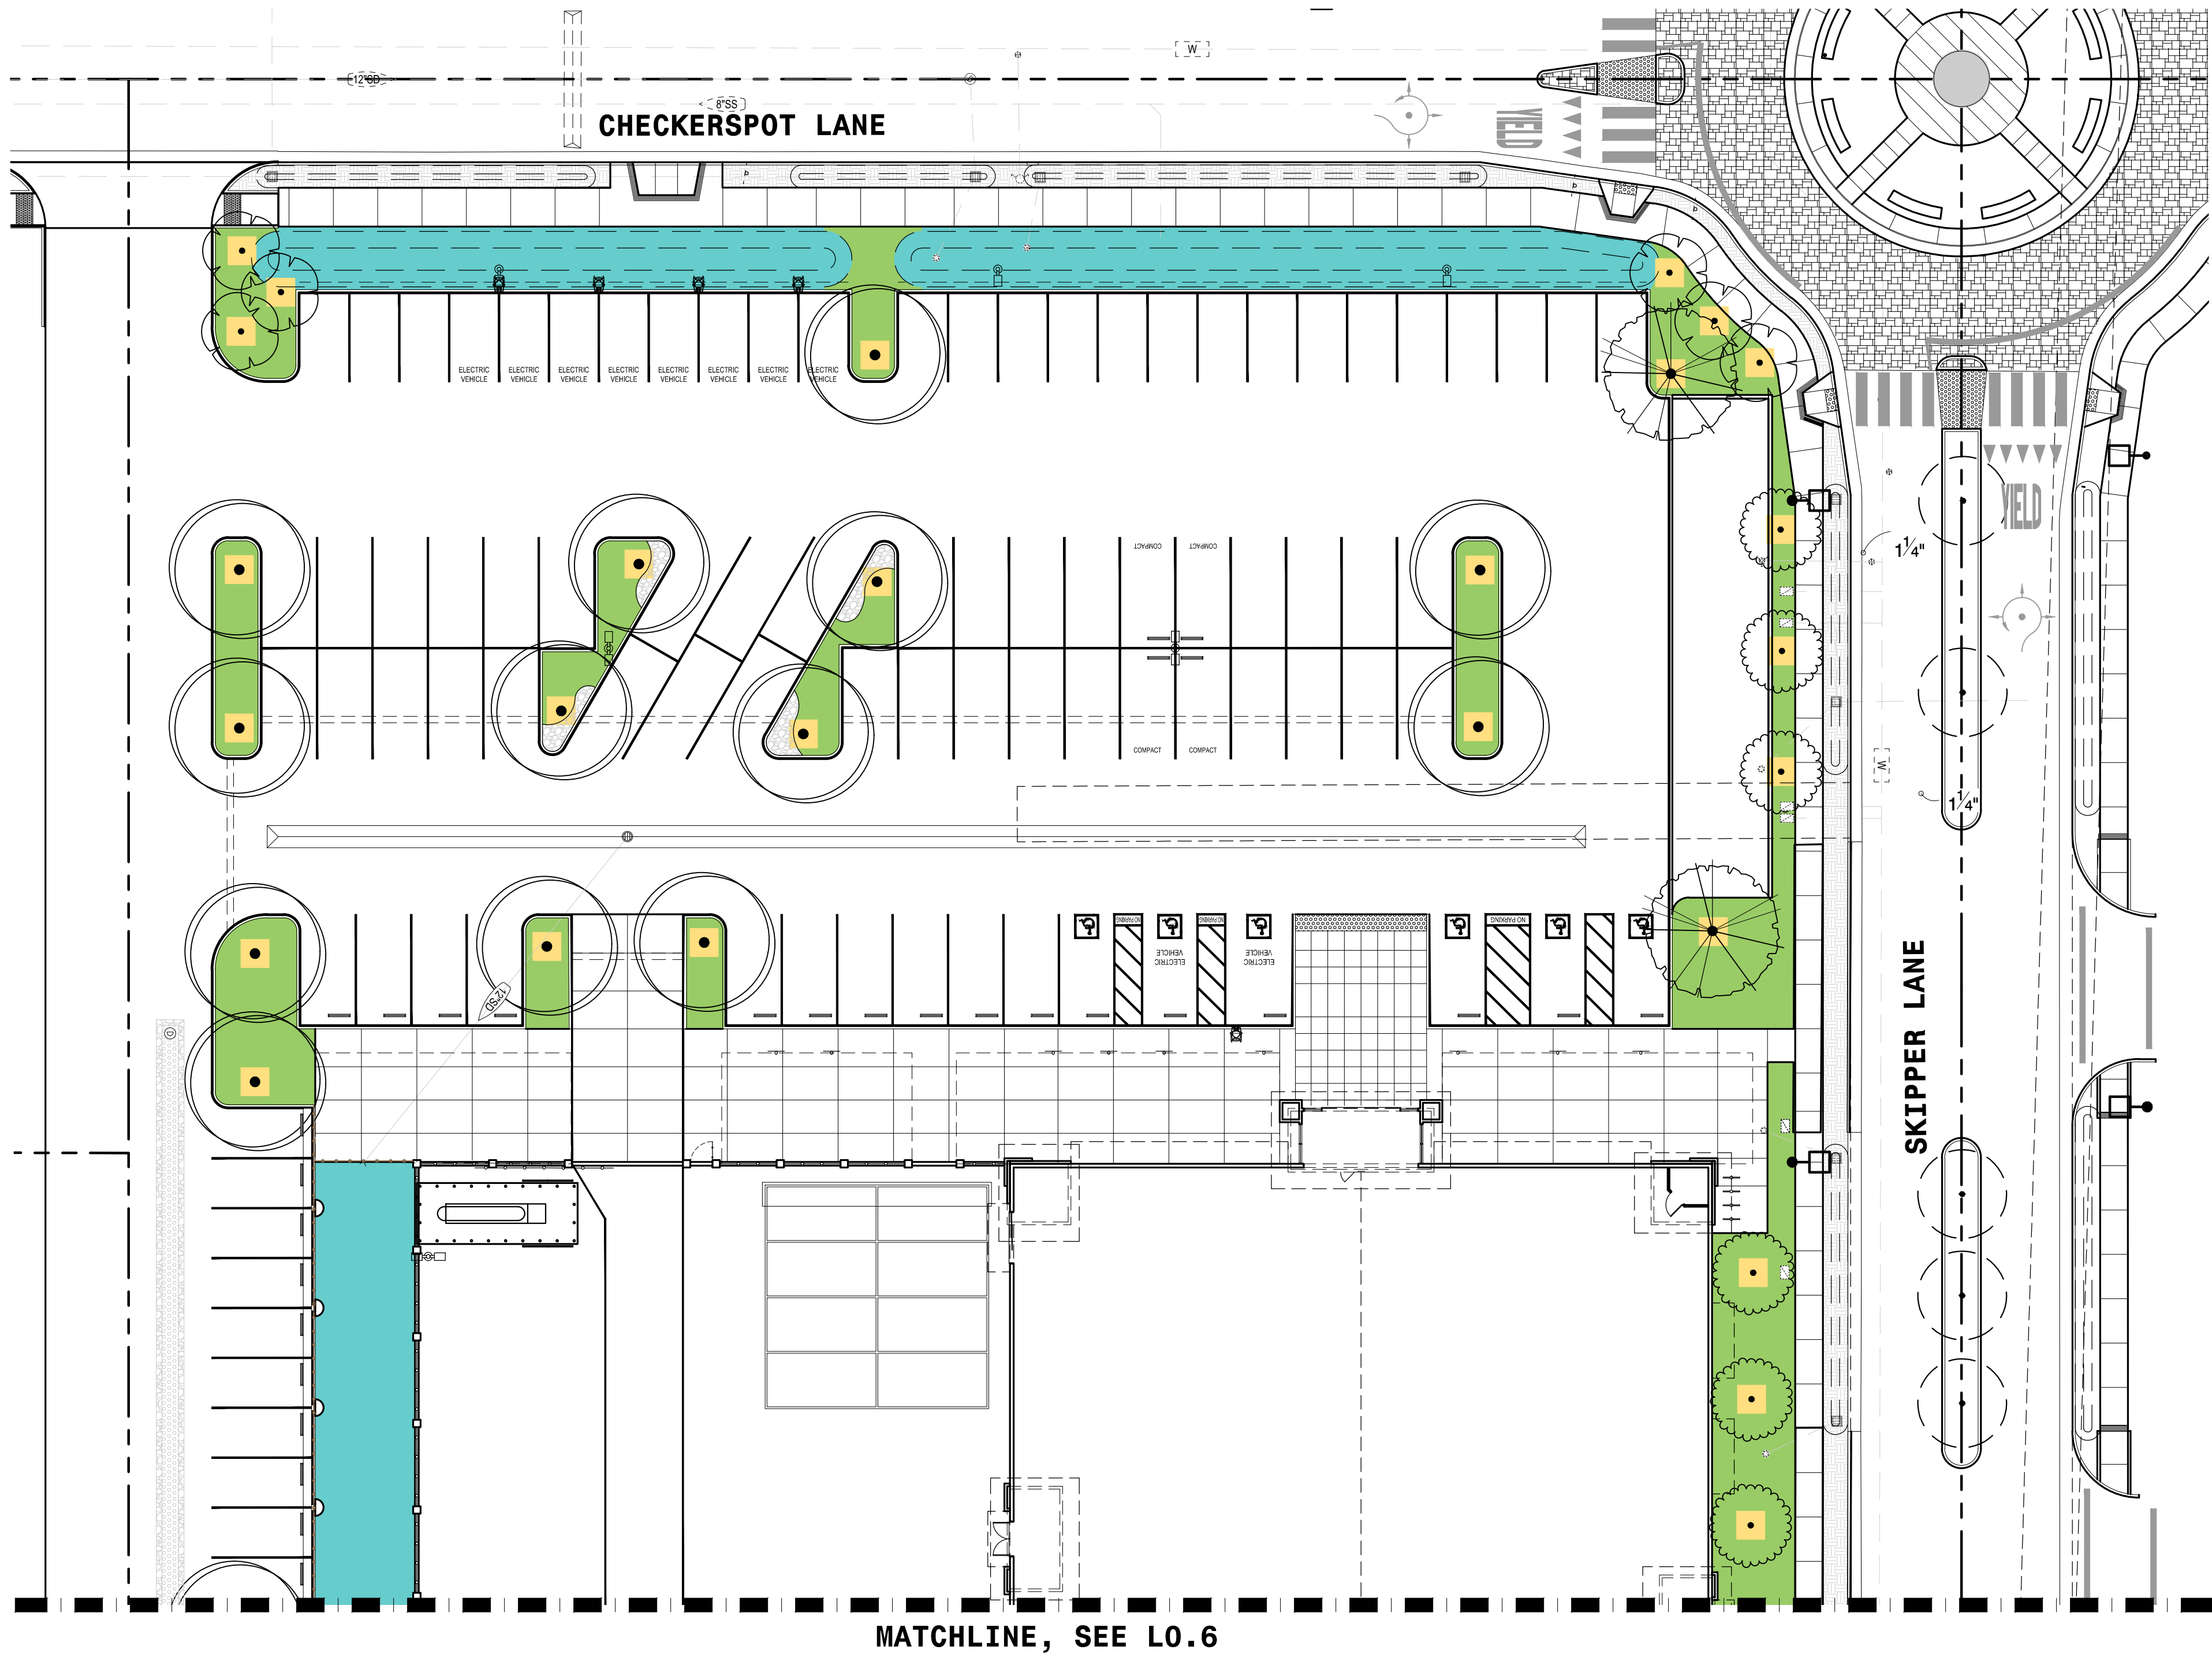 W
12"SD
8"SS
CHECKERSPOT LANE
YIELD
ELECTRIC VEHICLE
ELECTRIC VEHICLE
ELECTRIC VEHICLE
ELECTRIC VEHICLE
ELECTRIC VEHICLE
ELECTRIC VEHICLE
ELECTRIC VEHICLE
ELECTRIC VEHICLE
YIELD
COMPACT
COMPACT
1¼"
COMPACT
COMPACT
W
1¼"
NO PARKING
NO PARKING
NO PARKING
ELECTRIC VEHICLE
ELECTRIC VEHICLE
12"SD
D
SKIPPER LANE
MATCHLINE, SEE L0.6